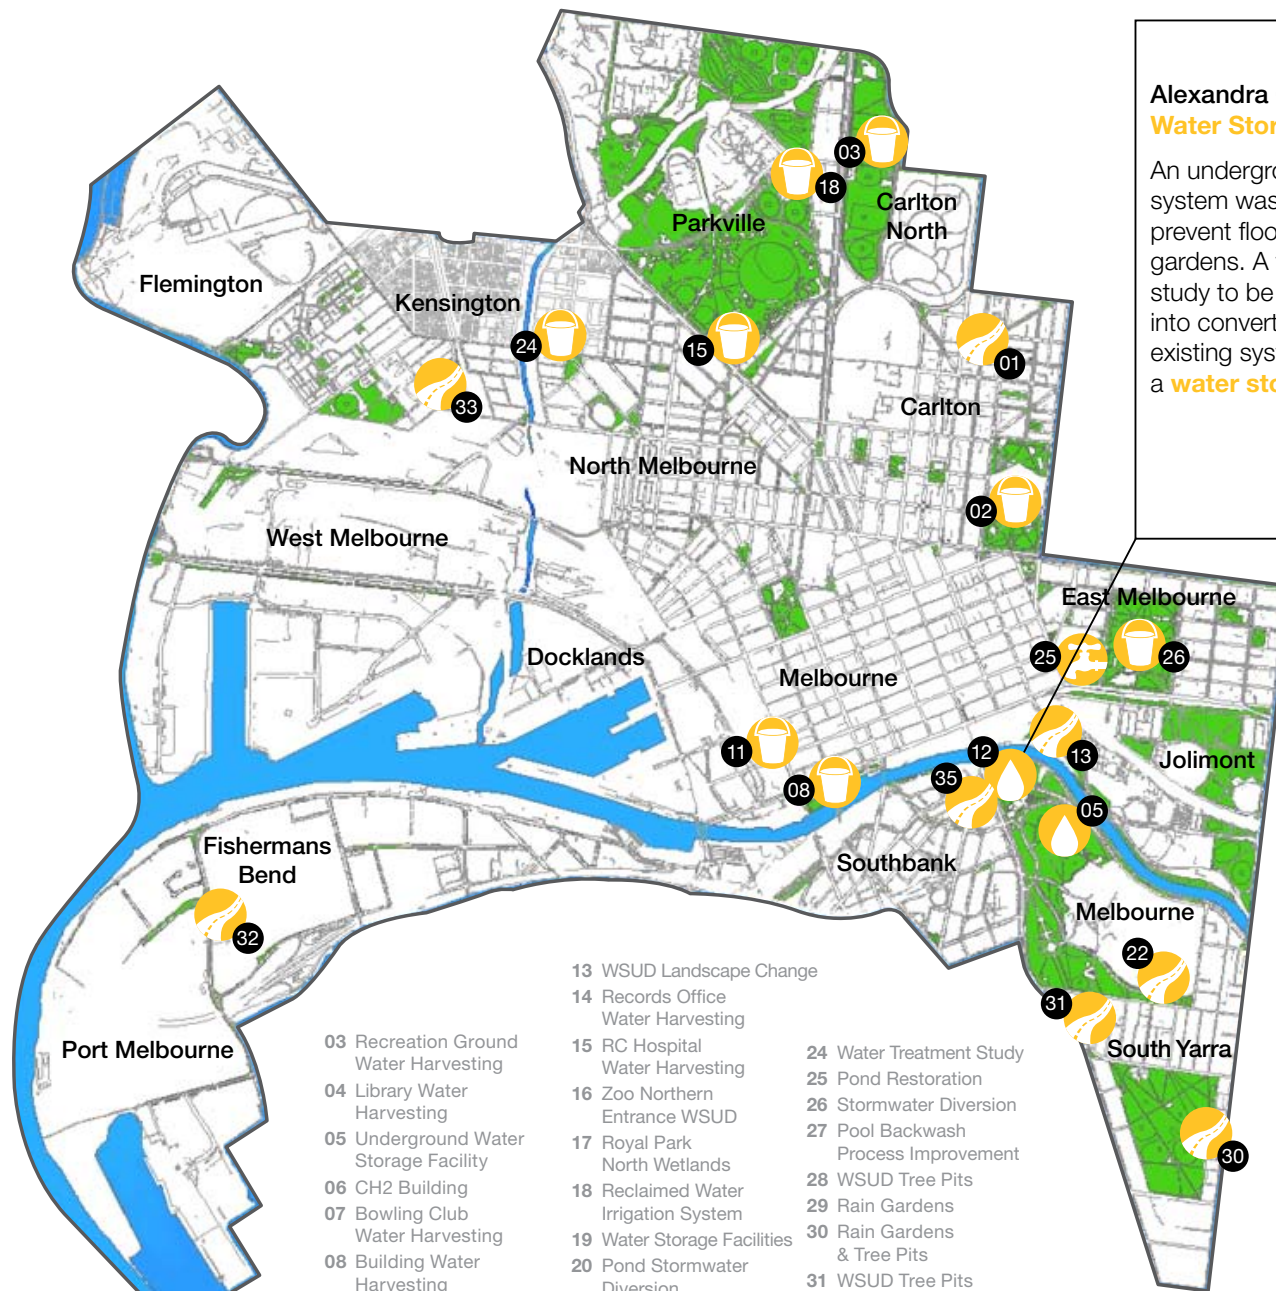 Alexandra
Water Stor
An undergro
system was
prevent floo
gardens. A
study to be
into convert
existing syst
a water sto
03
18
Carlton
North
Parkville
Flemington
Kensington
24
15
01
33
Carlton
North Melbourne
02
West Melbourne
East Melbourne
25
26
Docklands
Melbourne
11
12
13
Jolimont
08
35
05
Fishermans
Bend
Southbank
32
Melbourne
22
31
Port Melbourne
South Yarra
30
03 Recreation Ground
Water Harvesting
04 Library Water
Harvesting
05 Underground Water
Storage Facility
06 CH2 Building
07 Bowling Club
Water Harvesting
08 Building Water
Harvesting
13 WSUD Landscape Change
14 Records Office
Water Harvesting
15 RC Hospital
Water Harvesting
16 Zoo Northern
Entrance WSUD
17 Royal Park
North Wetlands
18 Reclaimed Water
Irrigation System
19 Water Storage Facilities
20 Pond Stormwater
Diversion
24 Water Treatment Study
25 Pond Restoration
26 Stormwater Diversion
27 Pool Backwash
Process Improvement
28 WSUD Tree Pits
29 Rain Gardens
30 Rain Gardens
& Tree Pits
31 WSUD Tree Pits